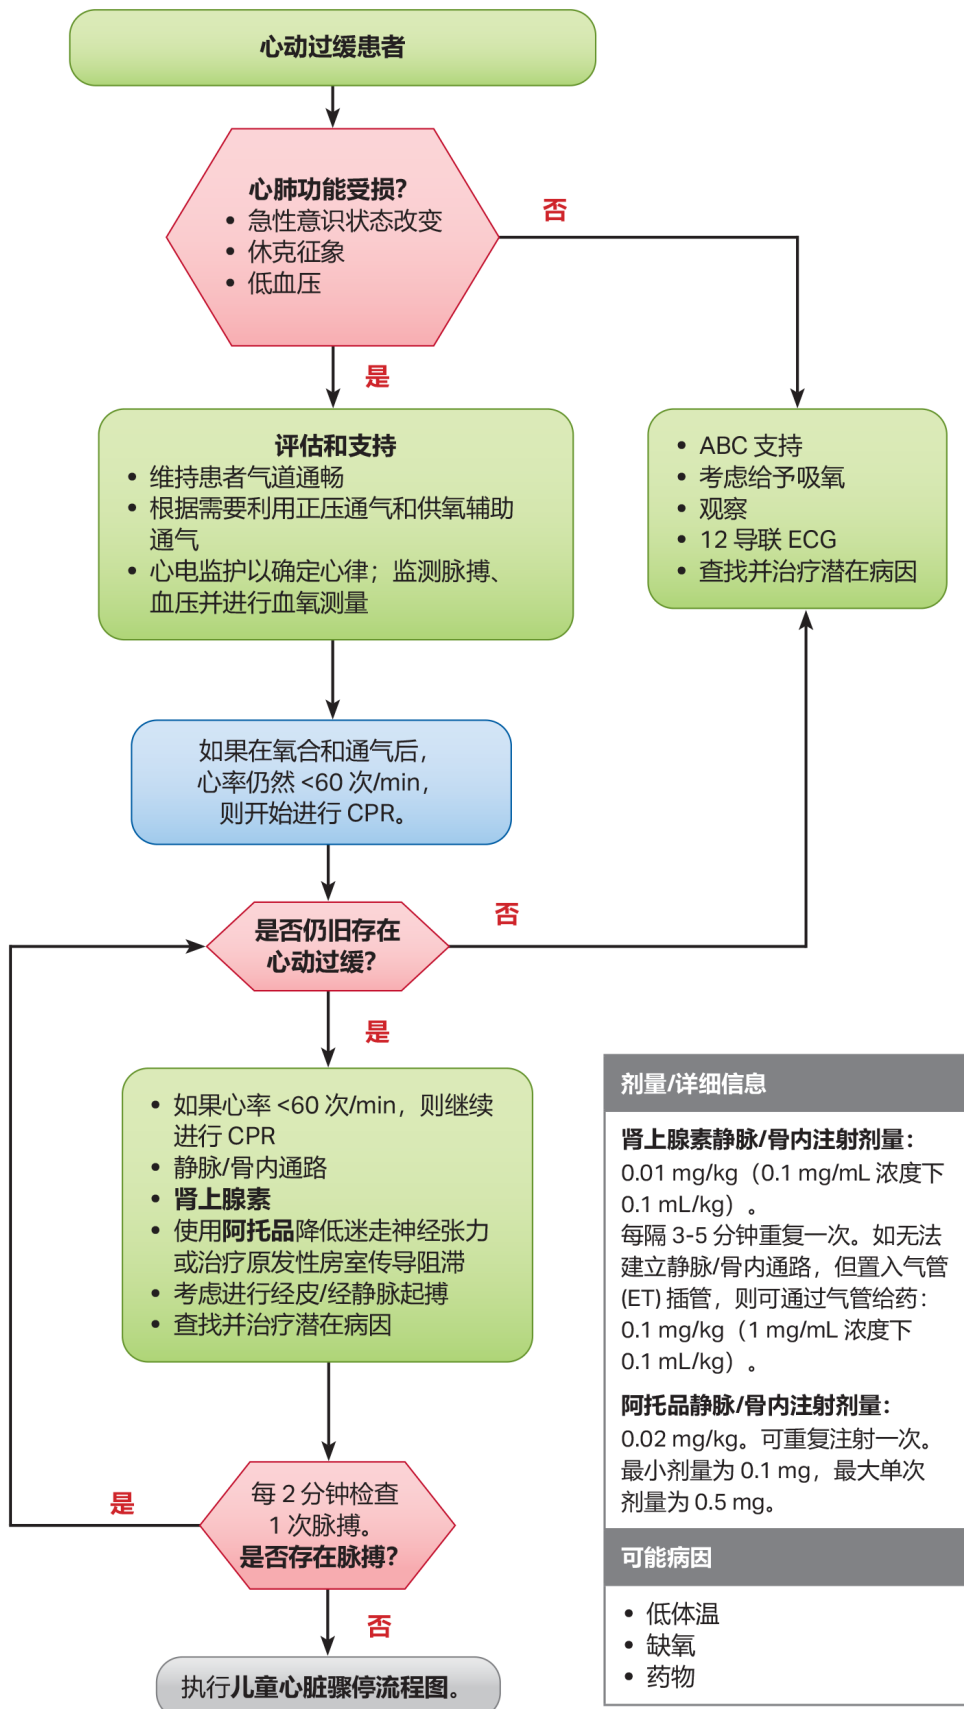 心动过缓患者
心肺功能受损？
• 急性意识状态改变
• 休克征象
• 低血压
否
是
评估和支持
• 维持患者气道通畅
• 根据需要利用正压通气和供氧辅助
通气
• 心电监护以确定心律；监测脉搏、
血压并进行血氧测量
• ABC 支持
• 考虑给予吸氧
• 观察
• 12 导联 ECG
• 查找并治疗潜在病因
如果在氧合和通气后，
心率仍然 <60 次/min，
则开始进行 CPR。
是否仍旧存在
心动过缓？
否
是
• 如果心率 <60 次/min，则继续
进行 CPR
• 静脉/骨内通路
• 肾上腺素
• 使用阿托品降低迷走神经张力
或治疗原发性房室传导阻滞
• 考虑进行经皮/经静脉起搏
• 查找并治疗潜在病因
每 2 分钟检查
1 次脉搏。
是否存在脉搏？
是
否
执行儿童心脏骤停流程图。
剂量/详细信息
肾上腺素静脉/骨内注射剂量：
0.01 mg/kg（0.1 mg/mL 浓度下
0.1 mL/kg）。
每隔 3-5 分钟重复一次。如无法
建立静脉/骨内通路，但置入气管
(ET) 插管，则可通过气管给药：
0.1 mg/kg（1 mg/mL 浓度下
0.1 mL/kg）。
阿托品静脉/骨内注射剂量：
0.02 mg/kg。可重复注射一次。
最小剂量为 0.1 mg，最大单次
剂量为 0.5 mg。
可能病因
• 低体温
• 缺氧
• 药物